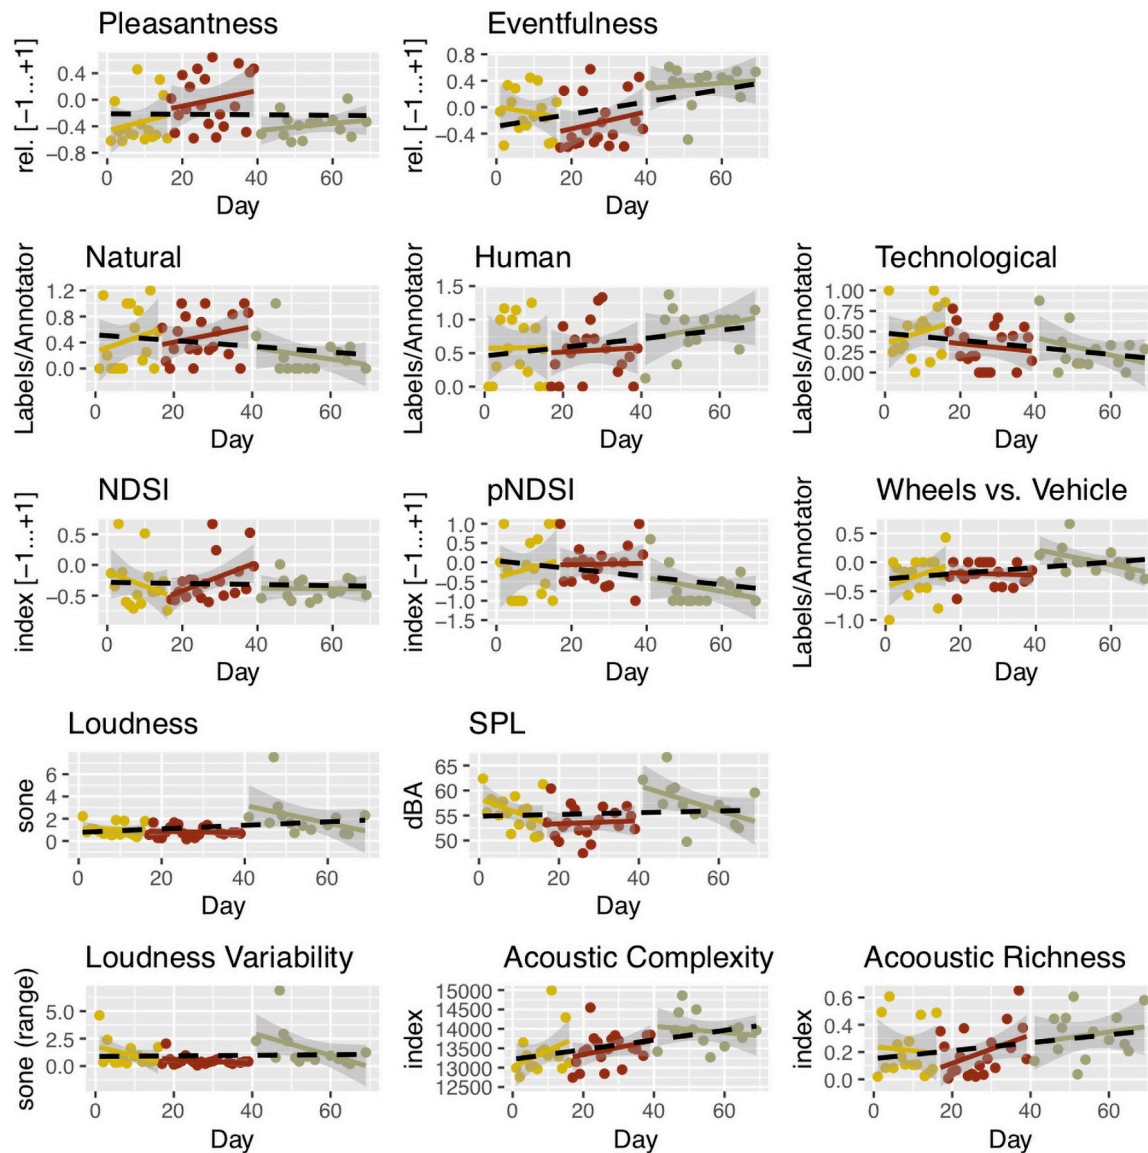 Pleasantness
rel. [−1...+1]
0.4
0.0
−0.4
−0.8
0 20 40 60
Day
Eventfulness
rel. [−1...+1]
0.8
0.4
0.0
−0.4
0 20 40 60
Day
Natural
Labels/Annotator
1.2
0.8
0.4
0.0
0 20 40 60
Day
Human
Labels/Annotator
1.5
1.0
0.5
0.0
0 20 40 60
Day
Technological
Labels/Annotator
1.00
0.75
0.50
0.25
0.00
0 20 40 60
Day
NDSI
index [−1...+1]
0.5
0.0
−0.5
0 20 40 60
Day
pNDSI
index [−1...+1]
1.0
0.5
0.0
−0.5
−1.0
−1.5
0 20 40 60
Day
Wheels vs. Vehicle
Labels/Annotator
0.5
0.0
−0.5
−1.0
0 20 40 60
Day
Loudness
sone
6
4
2
0
0 20 40 60
Day
SPL
dBA
65
60
55
50
0 20 40 60
Day
Loudness Variability
sone (range)
5.0
2.5
0.0
0 20 40 60
Day
Acoustic Complexity
index
15000
14500
14000
13500
13000
12500
0 20 40 60
Day
Acooustic Richness
index
0.6
0.4
0.2
0.0
0 20 40 60
Day